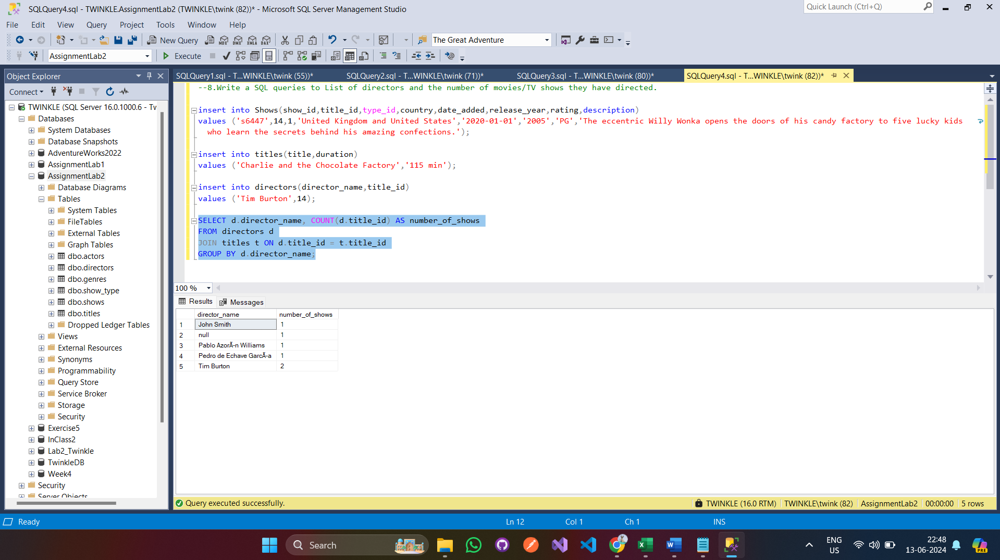 SQLQuery4.sql - TWINKLE.AssignmentLab2 (TWINKLE\twink (82))* - Microsoft SQL Server Management Studio
Quick Launch (Ctrl+Q)
File Edit View Query Project Tools Window Help
New Query MDX DMX XMLA DAX The Great Adventure
AssignmentLab2 Execute
Object Explorer
Connect
TWINKLE (SQL Server 16.0.1000.6 - TW
Databases
System Databases
Database Snapshots
AdventureWorks2022
AssignmentLab1
AssignmentLab2
Database Diagrams
Tables
System Tables
FileTables
External Tables
Graph Tables
dbo.actors
dbo.directors
dbo.genres
dbo.show_type
dbo.shows
dbo.titles
Dropped Ledger Tables
Views
External Resources
Synonyms
Programmability
Query Store
Service Broker
Storage
Security
Exercise5
InClass2
Lab2_Twinkle
TwinkleDB
Week4
Security
Server Objects
SQLQuery1.sql - T...WINKLE\twink (55))* SQLQuery2.sql - T...WINKLE\twink (71))* SQLQuery3.sql - T...WINKLE\twink (80))* SQLQuery4.sql - T...WINKLE\twink (82))*
--8.Write a SQL queries to List of directors and the number of movies/TV shows they have directed.
insert into Shows(show_id,title_id,type_id,country,date_added,release_year,rating,description)
values ('s6447',14,1,'United Kingdom and United States','2020-01-01','2005','PG','The eccentric Willy Wonka opens the doors of his candy factory to five lucky kids
who learn the secrets behind his amazing confections.');
insert into titles(title,duration)
values ('Charlie and the Chocolate Factory','115 min');
insert into directors(director_name,title_id)
values ('Tim Burton',14);
SELECT d.director_name, COUNT(d.title_id) AS number_of_shows
FROM directors d
JOIN titles t ON d.title_id = t.title_id
GROUP BY d.director_name;
100 %
Results Messages
director_name number_of_shows
1 John Smith 1
2 null 1
3 Pablo AzorÃ-n Williams 1
4 Pedro de Echave GarcÃ-a 1
5 Tim Burton 2
Query executed successfully. TWINKLE (16.0 RTM) TWINKLE\twink (82) AssignmentLab2 00:00:00 5 rows
Ready Ln 12 Col 1 Ch 1 INS
Search
ENG
US
22:48
13-06-2024
PRE